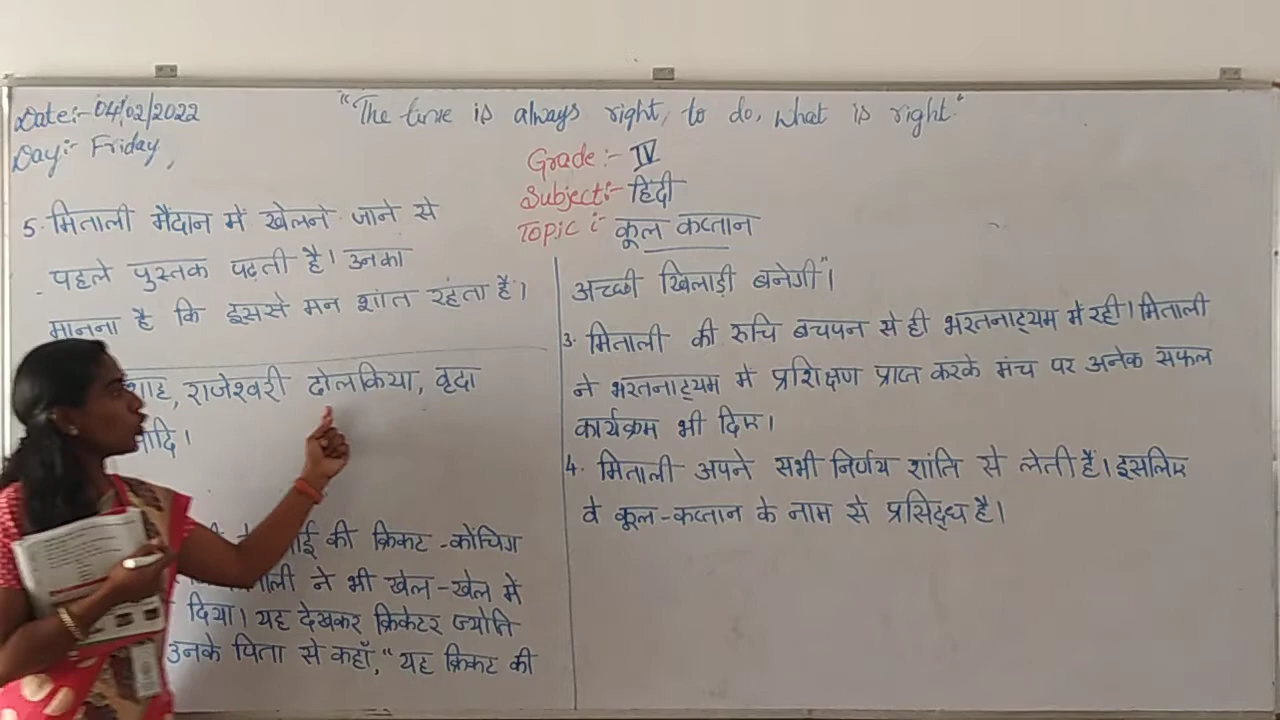 Date:- 04/02/2022
"The time is always right, to do, what is right"
Day:- Friday,
Grade:- IV
Subject:- हिंदी
Topic:- कूल कप्तान
5. मिताली मैंदान में खेलने जाने से
पहले पुस्तक पढ़ती है। उनका
मानना है कि इससे मन शांत रहंता है।
शाह, राजेश्वरी ढोलकिया, वृदा
की क्रिकेट-कोंचिंग
ने भी खेल-खेल में
दिया। यह देखकर क्रिकेटर ज्योति
उनके पिता से कहाँ, "यह क्रिकेट की
अच्छी खिलाड़ी बनेगी"।
3. मिताली की रुचि बचपन से ही भरतनाट्यम में रही। मिताली
ने भरतनाट्यम में प्रशिक्षण प्राप्त करके मंच पर अनेक सफल
कार्यक्रम भी दिए।
4. मिताली अपने सभी निर्णय शांति से लेती हैं। इसलिए
वे कूल-कप्तान के नाम से प्रसिद्ध है।